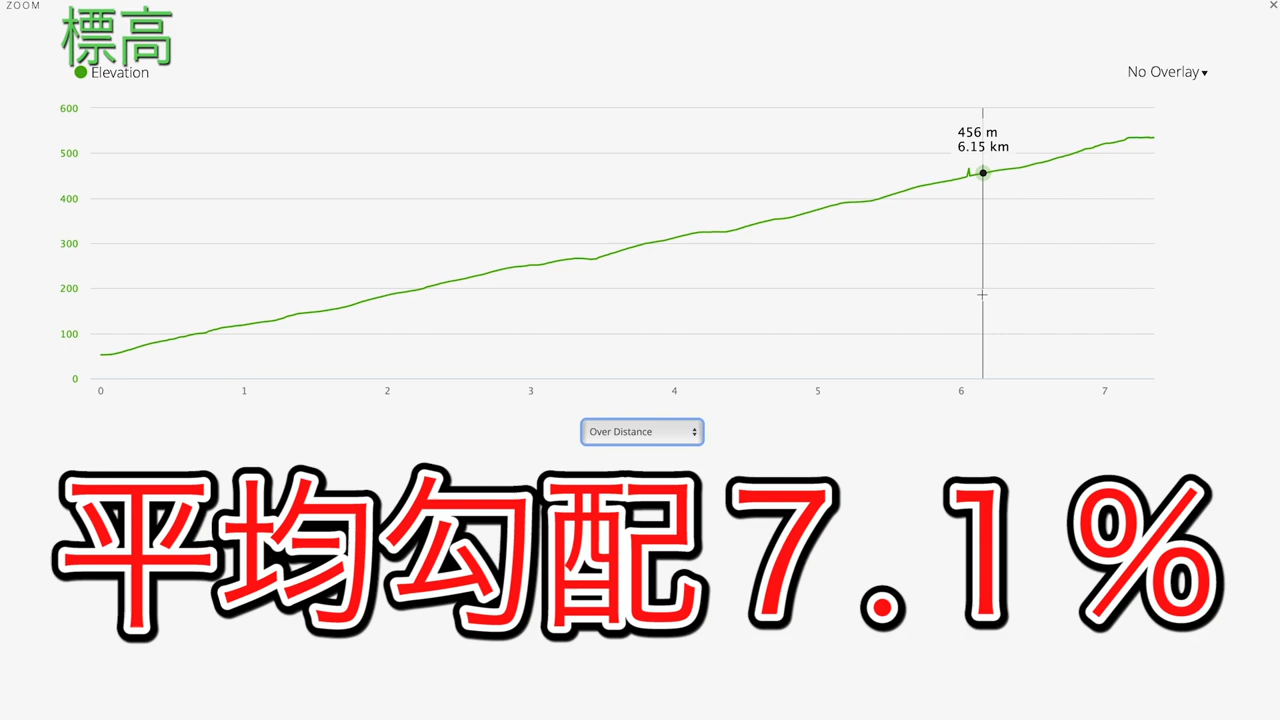 ZOOM
×
標高
Elevation
No Overlay ▾
600
500
400
300
200
100
0
456 m
6.15 km
0 1 2 3 4 5 6 7
Over Distance
平均勾配７.１％